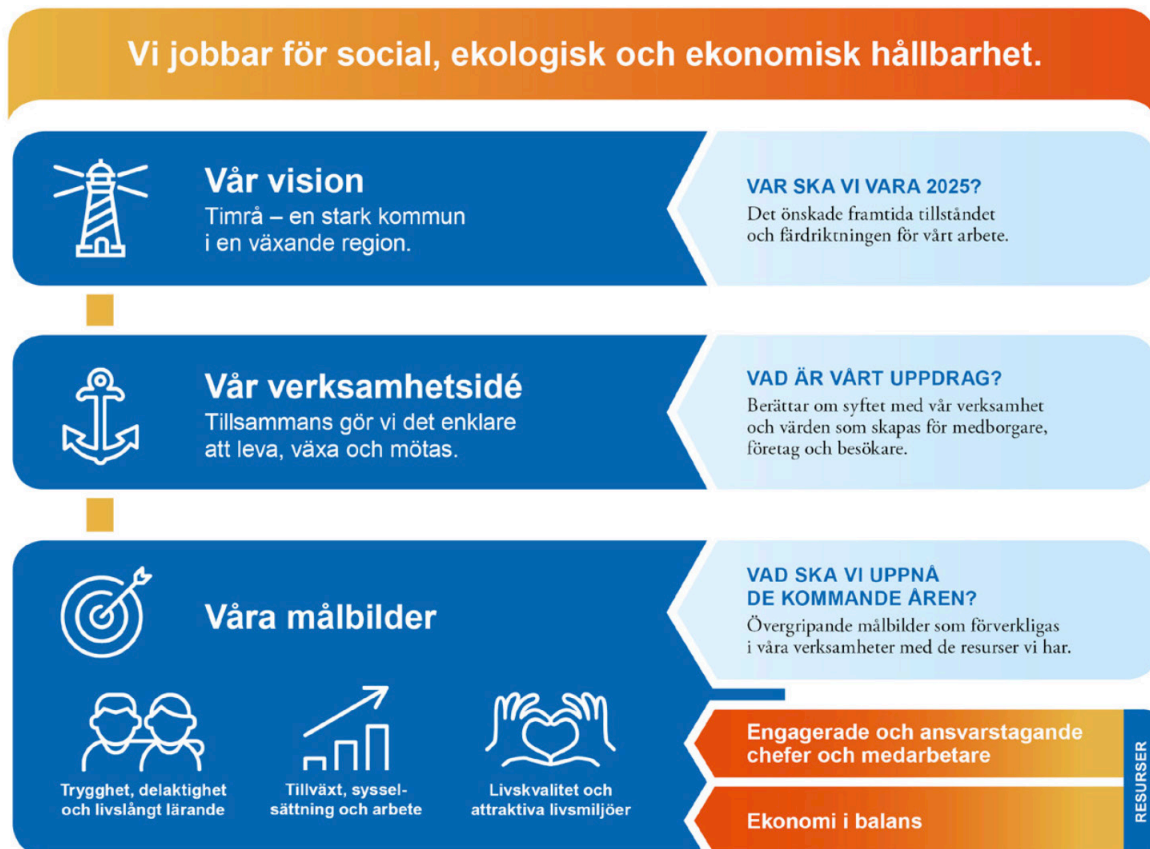 Vi jobbar för social, ekologisk och ekonomisk hållbarhet.
Vår vision
Timrå – en stark kommun
i en växande region.
VAR SKA VI VARA 2025?
Det önskade framtida tillståndet
och färdriktningen för vårt arbete.
Vår verksamhetsidé
Tillsammans gör vi det enklare
att leva, växa och mötas.
VAD ÄR VÅRT UPPDRAG?
Berättar om syftet med vår verksamhet
och värden som skapas för medborgare,
företag och besökare.
Våra målbilder
VAD SKA VI UPPNÅ
DE KOMMANDE ÅREN?
Övergripande målbilder som förverkligas
i våra verksamheter med de resurser vi har.
Trygghet, delaktighet
och livslångt lärande
Tillväxt, syssel-
sättning och arbete
Livskvalitet och
attraktiva livsmiljöer
Engagerade och ansvarstagande
chefer och medarbetare
Ekonomi i balans
RESURSER